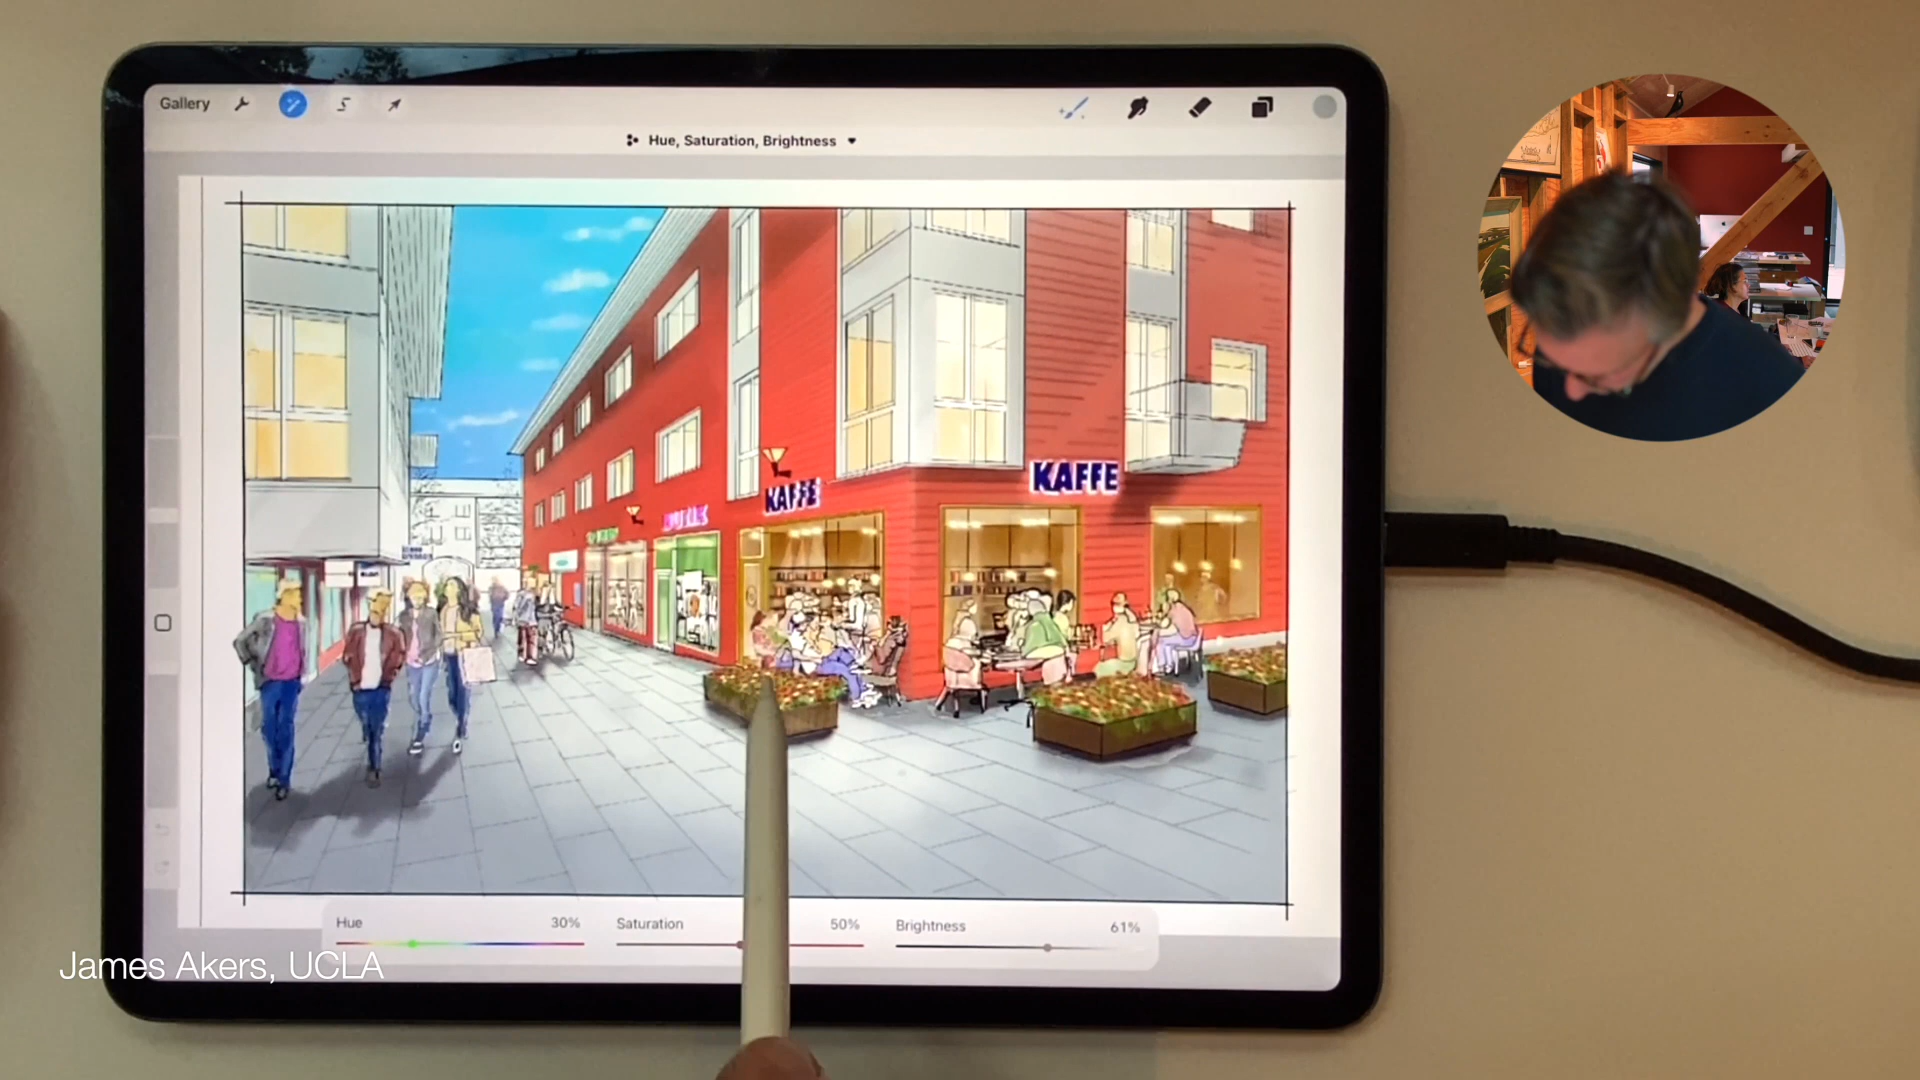 Gallery
Hue, Saturation, Brightness
KAFFE
KAFFE
Hue 30% Saturation 50% Brightness 61%
James Akers, UCLA